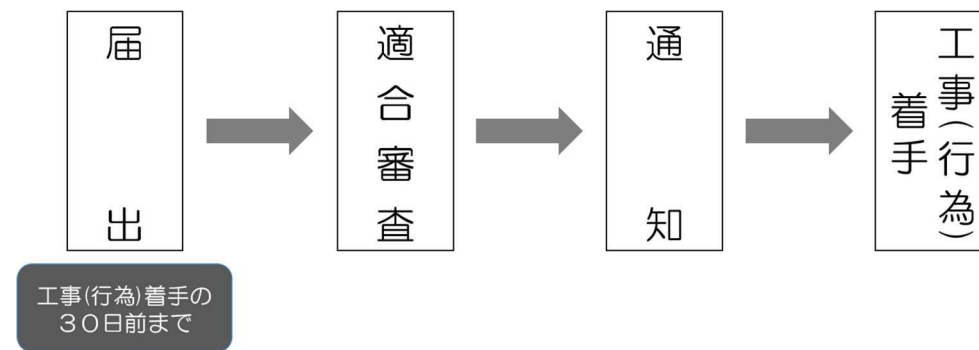 届出
適合審査
通知
工事(行為)
着手
工事(行為)着手の
30日前まで